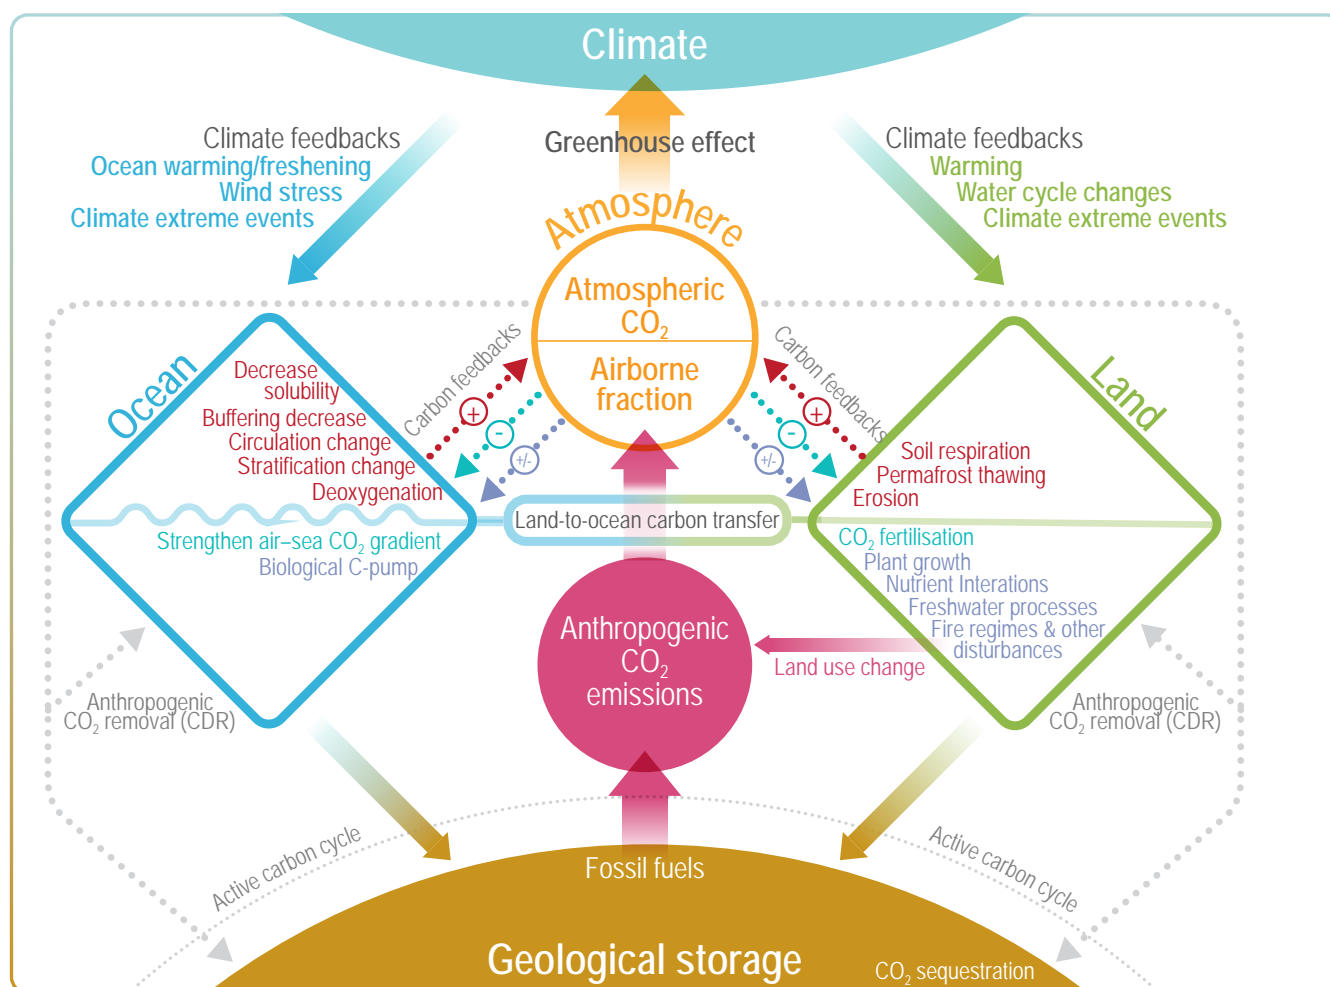 Climate
Greenhouse effect
Climate feedbacks
Ocean warming/freshening
Wind stress
Climate extreme events
Climate feedbacks
Warming
Water cycle changes
Climate extreme events
Atmosphere
Atmospheric
CO₂
Airborne
fraction
Carbon feedbacks
+
-
+/-
Carbon feedbacks
+
-
+/-
Ocean
Decrease
solubility
Buffering decrease
Circulation change
Stratification change
Deoxygenation
Strengthen air–sea CO₂ gradient
Biological C-pump
Land-to-ocean carbon transfer
Land
Soil respiration
Permafrost thawing
Erosion
CO₂ fertilisation
Plant growth
Nutrient Interations
Freshwater processes
Fire regimes & other
disturbances
Anthropogenic
CO₂
emissions
Land use change
Anthropogenic
CO₂ removal (CDR)
Anthropogenic
CO₂ removal (CDR)
Active carbon cycle
Active carbon cycle
Fossil fuels
Geological storage
CO₂ sequestration